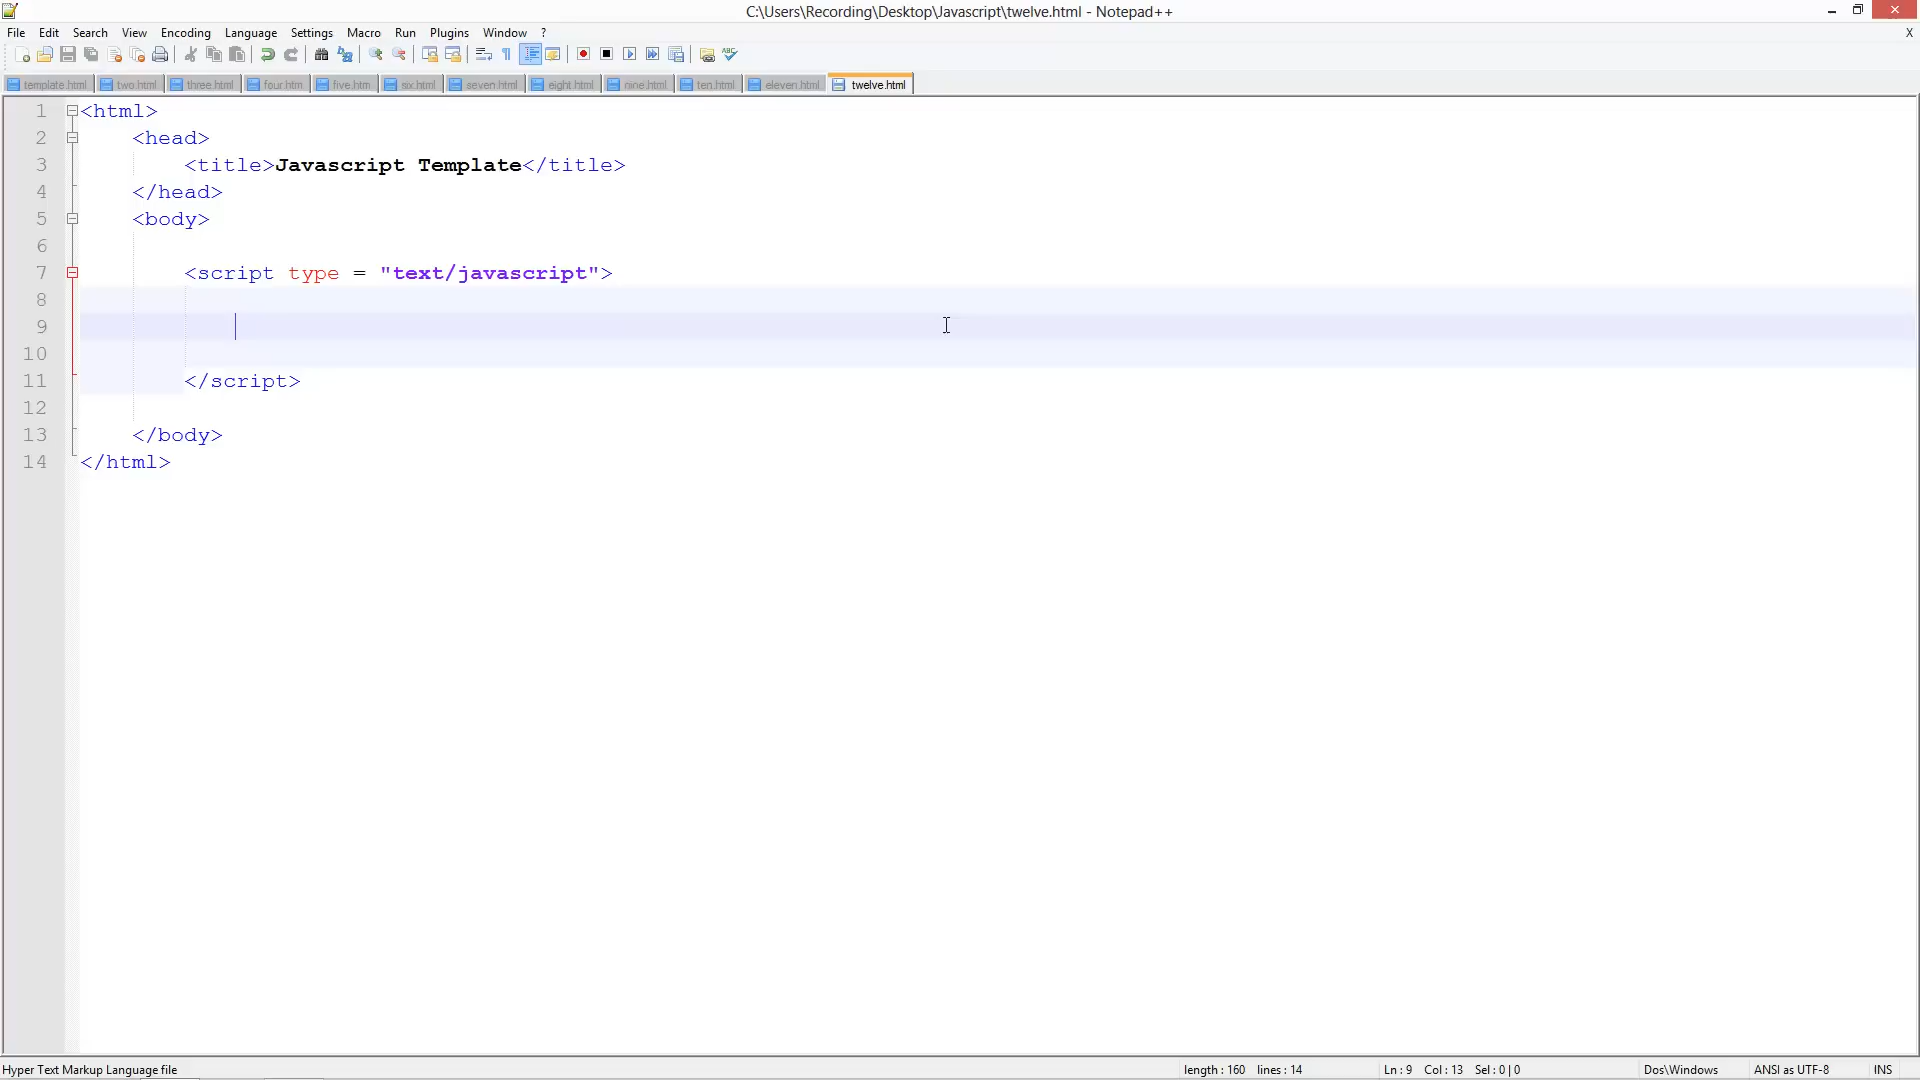 C:\Users\Recording\Desktop\Javascript\twelve.html - Notepad++
File Edit Search View Encoding Language Settings Macro Run Plugins Window ? X
template.html two.html three.html four.htm five.htm six.html seven.html eight.html nine.html ten.html eleven.html twelve.html
1 <html>
2 <head>
3 <title>Javascript Template</title>
4 </head>
5 <body>
6
7 <script type = "text/javascript">
8
9
10
11 </script>
12
13 </body>
14 </html>
Hyper Text Markup Language file length : 160 lines : 14 Ln : 9 Col : 13 Sel : 0 | 0 Dos\Windows ANSI as UTF-8 INS